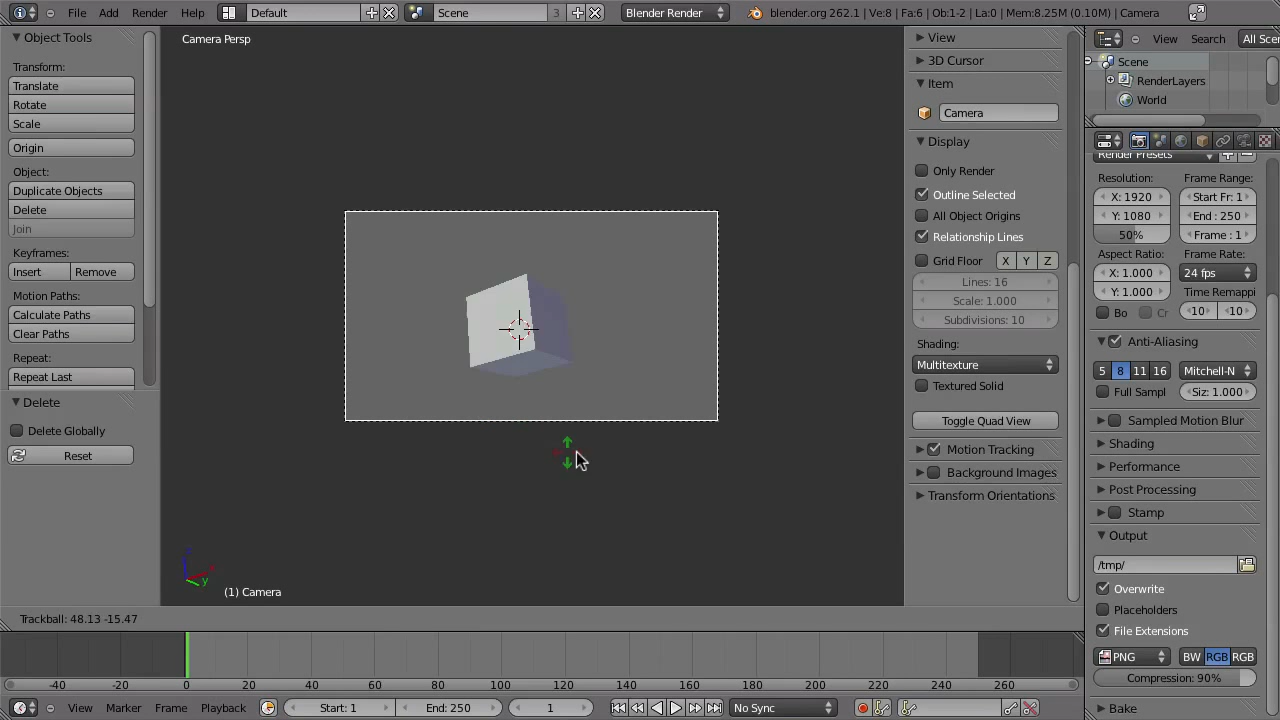 File Add Render Help Default Scene 3 Blender Render blender.org 262.1 | Ve:8 | Fa:6 | Ob:1-2 | La:0 | Mem:8.25M (0.10M) | Camera
Object Tools
Transform:
Translate
Rotate
Scale
Origin
Object:
Duplicate Objects
Delete
Join
Keyframes:
Insert Remove
Motion Paths:
Calculate Paths
Clear Paths
Repeat:
Repeat Last
Delete
Delete Globally
Reset
Camera Persp
y
(1) Camera
Trackball: 48.13 -15.47
View
3D Cursor
Item
Camera
Display
Only Render
Outline Selected
All Object Origins
Relationship Lines
Grid Floor X Y Z
Lines: 16
Scale: 1.000
Subdivisions: 10
Shading:
Multitexture
Textured Solid
Toggle Quad View
Motion Tracking
Background Images
Transform Orientations
View Search All Scen
Scene
RenderLayers
World
Render Presets
Resolution: Frame Range:
X: 1920 Start Fr: 1
Y: 1080 End : 250
50% Frame : 1
Aspect Ratio: Frame Rate:
X: 1.000 24 fps
Y: 1.000 Time Remappi
Bo Cr 10 10
Anti-Aliasing
5 8 11 16 Mitchell-N
Full Sampl Siz: 1.000
Sampled Motion Blur
Shading
Performance
Post Processing
Stamp
Output
/tmp/
Overwrite
Placeholders
File Extensions
PNG BW RGB RGB
Compression: 90%
Bake
-40 -20 0 20 40 60 80 100 120 140 160 180 200 220 240 260
View Marker Frame Playback Start: 1 End: 250 1 No Sync